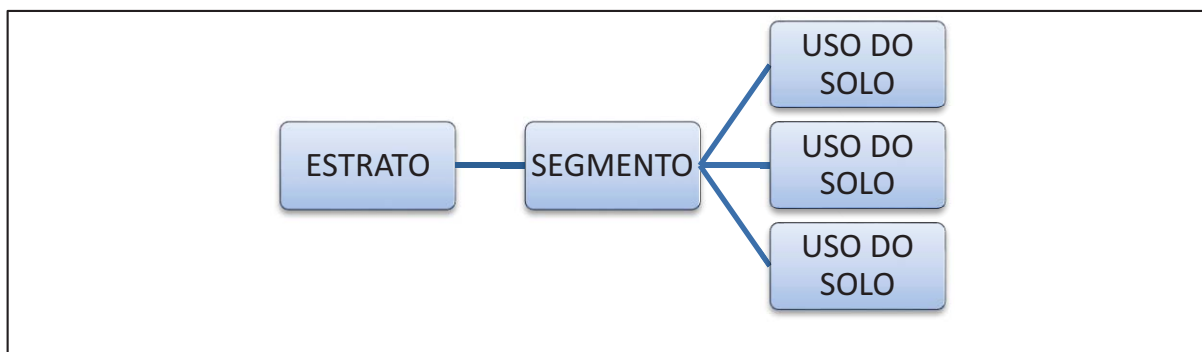 ESTRATO
SEGMENTO
USO DO
SOLO
USO DO
SOLO
USO DO
SOLO